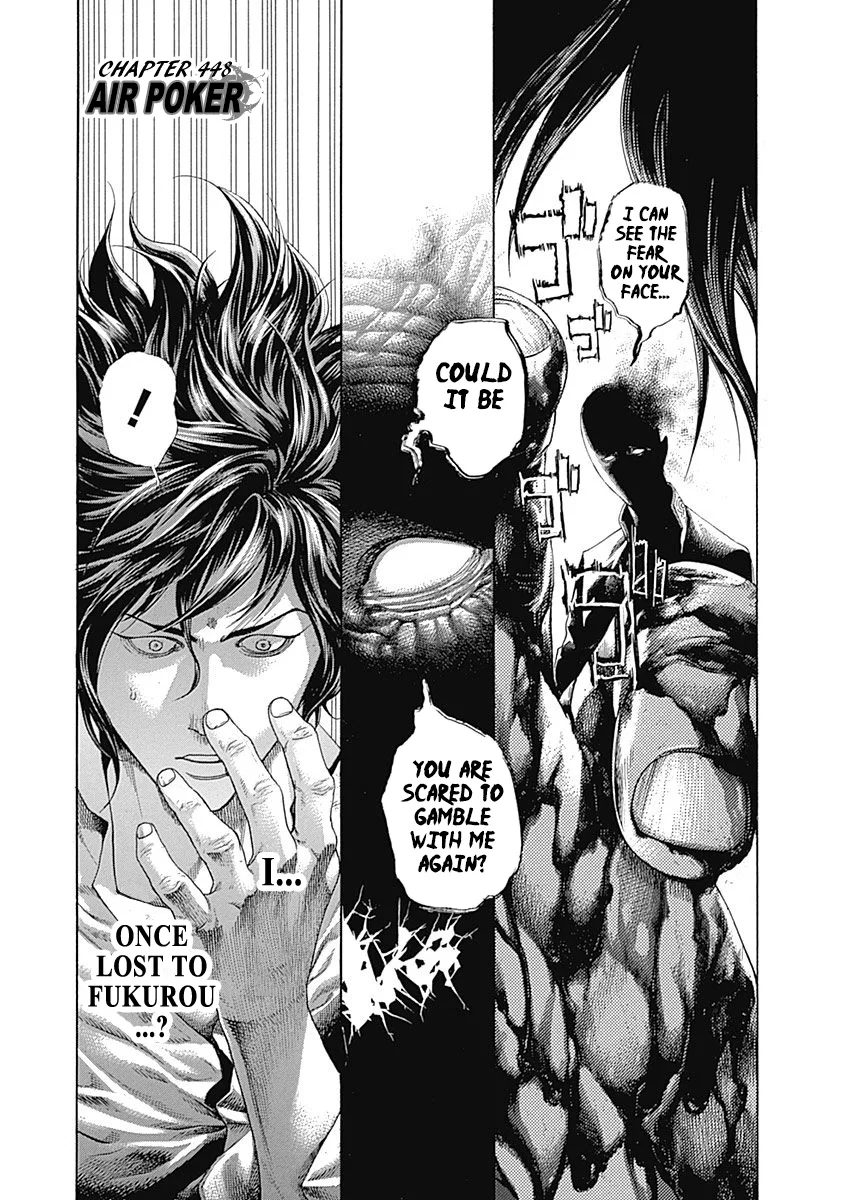 CHAPTER 448
AIR POKER
I CAN
SEE THE
FEAR
ON YOUR
FACE...
COULD
IT BE
YOU ARE
SCARED TO
GAMBLE
WITH ME
AGAIN?
!
I...
ONCE
LOST TO
FUKUROU
...?